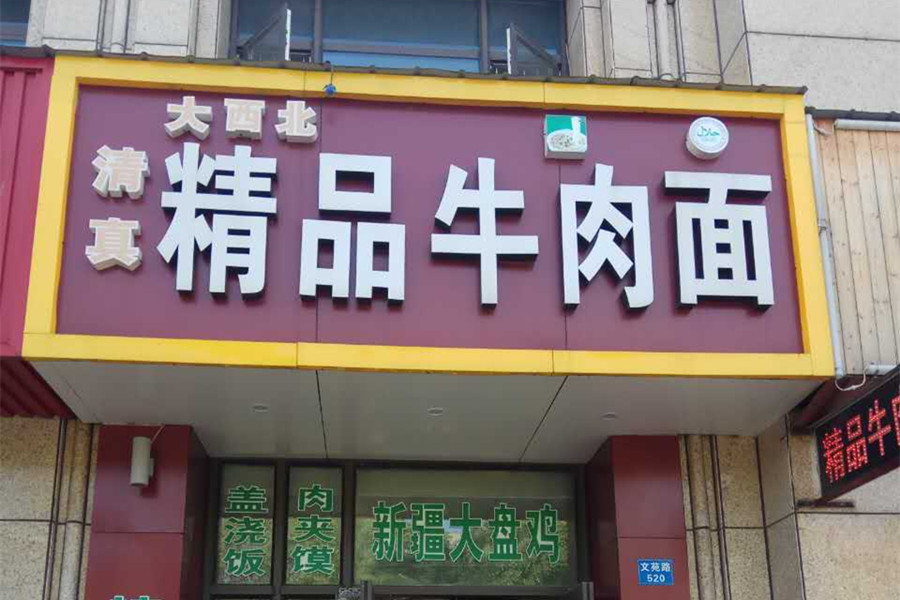 大西北
清真
精品牛肉面
حلال
精品牛肉
盖浇饭
肉夹馍
新疆大盘鸡
文苑路
520